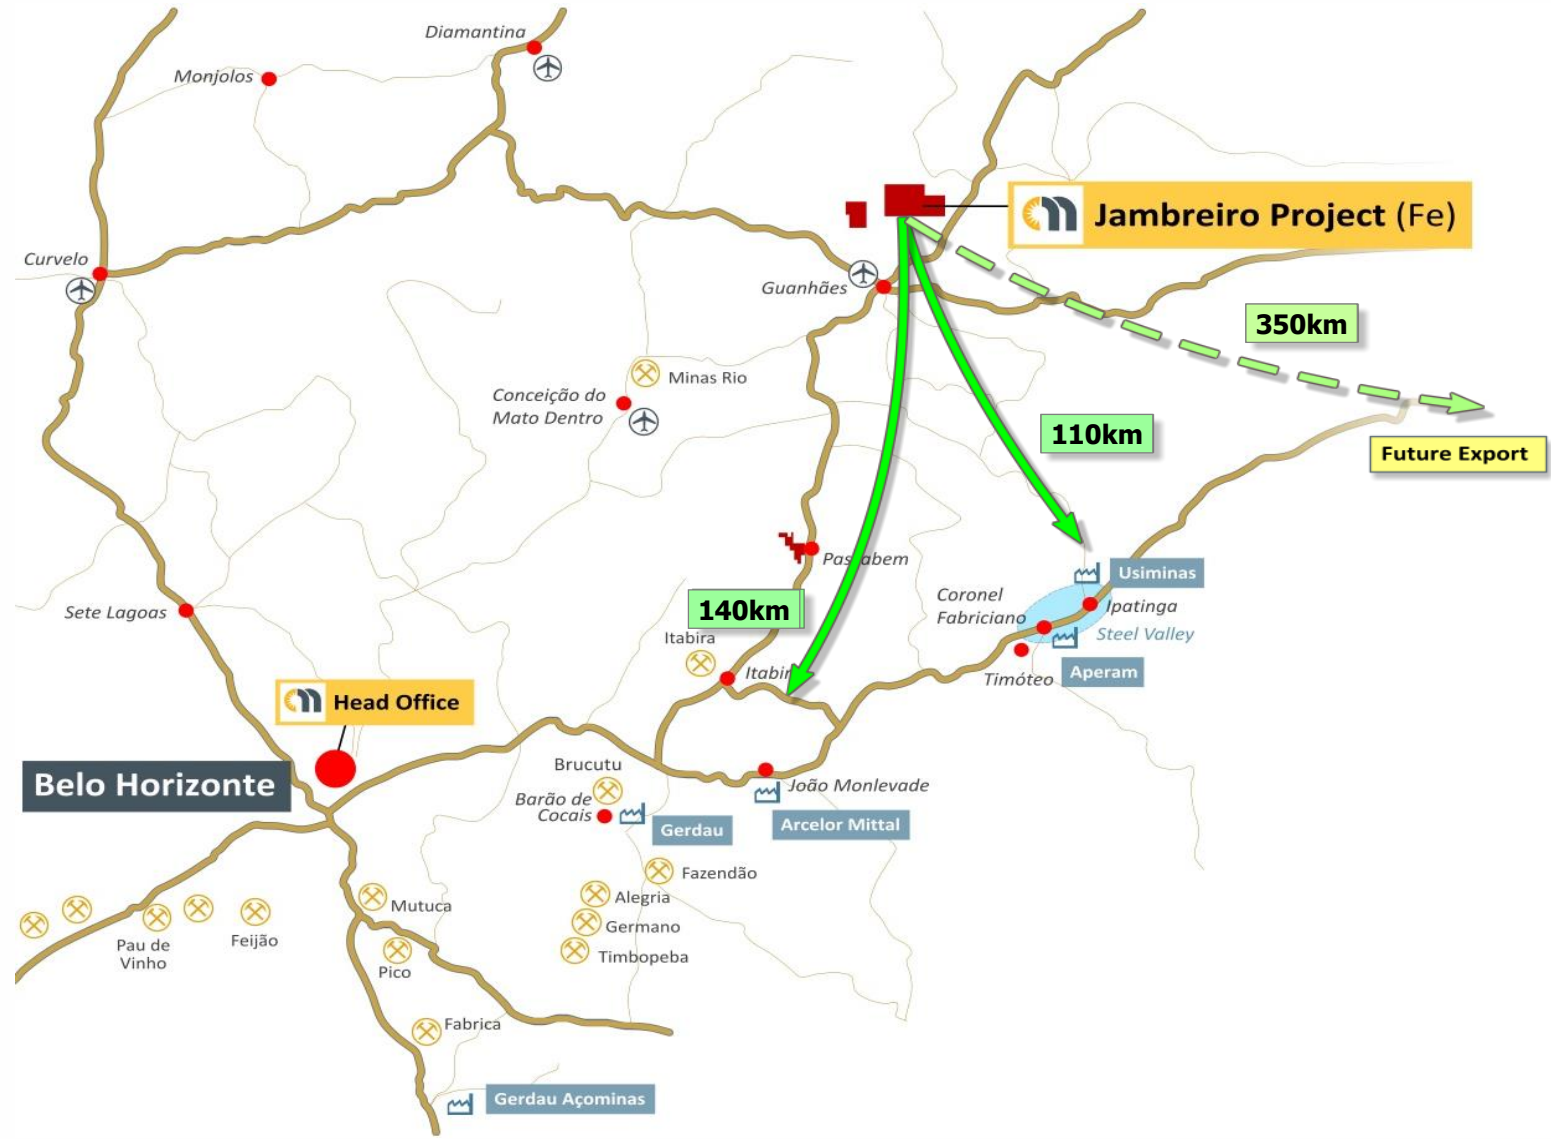 Diamantina
Monjolos
Jambreiro Project (Fe)
Curvelo
Guanhães
350km
Minas Rio
Conceição do
Mato Dentro
110km
Future Export
Usiminas
Coronel
Fabriciano
Ipatinga
Steel Valley
140km
Sete Lagoas
Itabira
Timóteo
Aperam
Head Office
Belo Horizonte
Brucutu
João Monlevade
Barão de
Cocais
Gerdau
Arcelor Mittal
Fazendão
Alegria
Mutuca
Germano
Pau de
Vinho
Feijão
Timbopeba
Pico
Fabrica
Gerdau Açominas